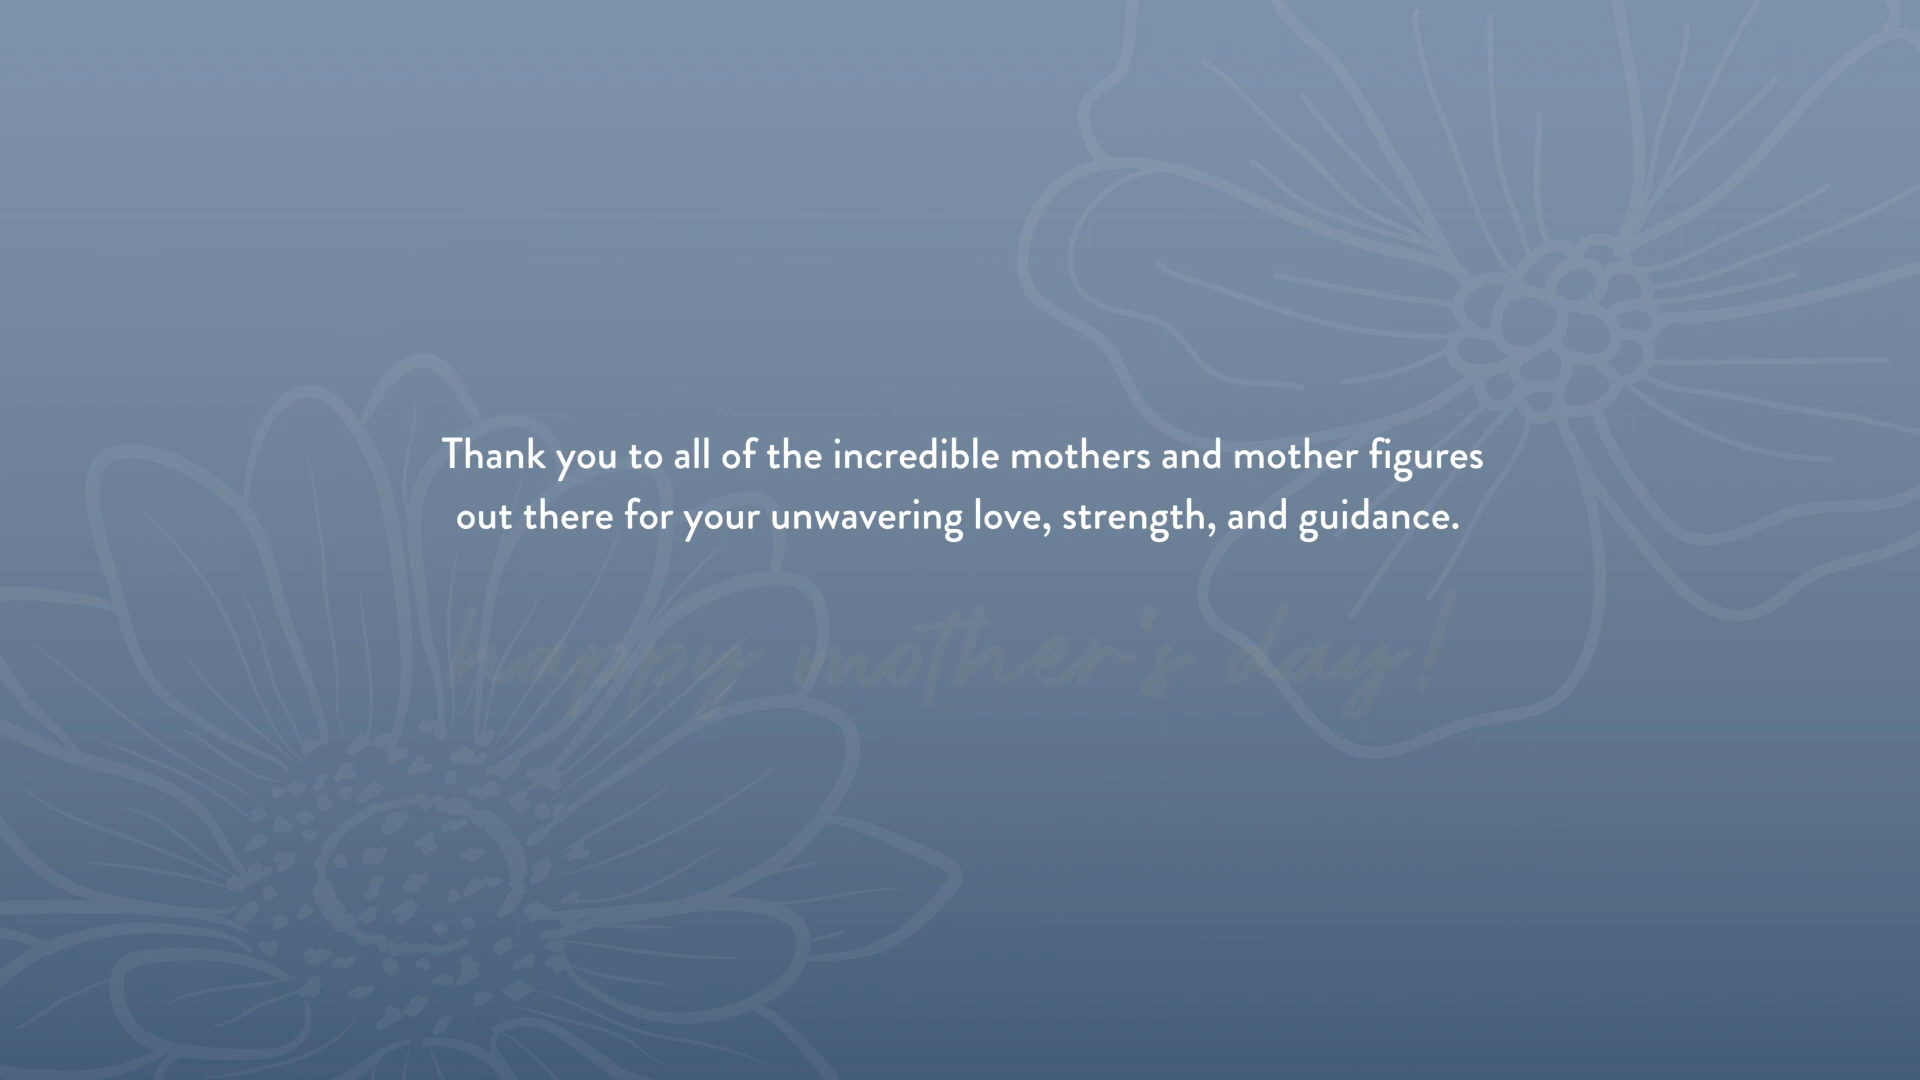 Thank you to all of the incredible mothers and mother figures
out there for your unwavering love, strength, and guidance.
happy mother's day!